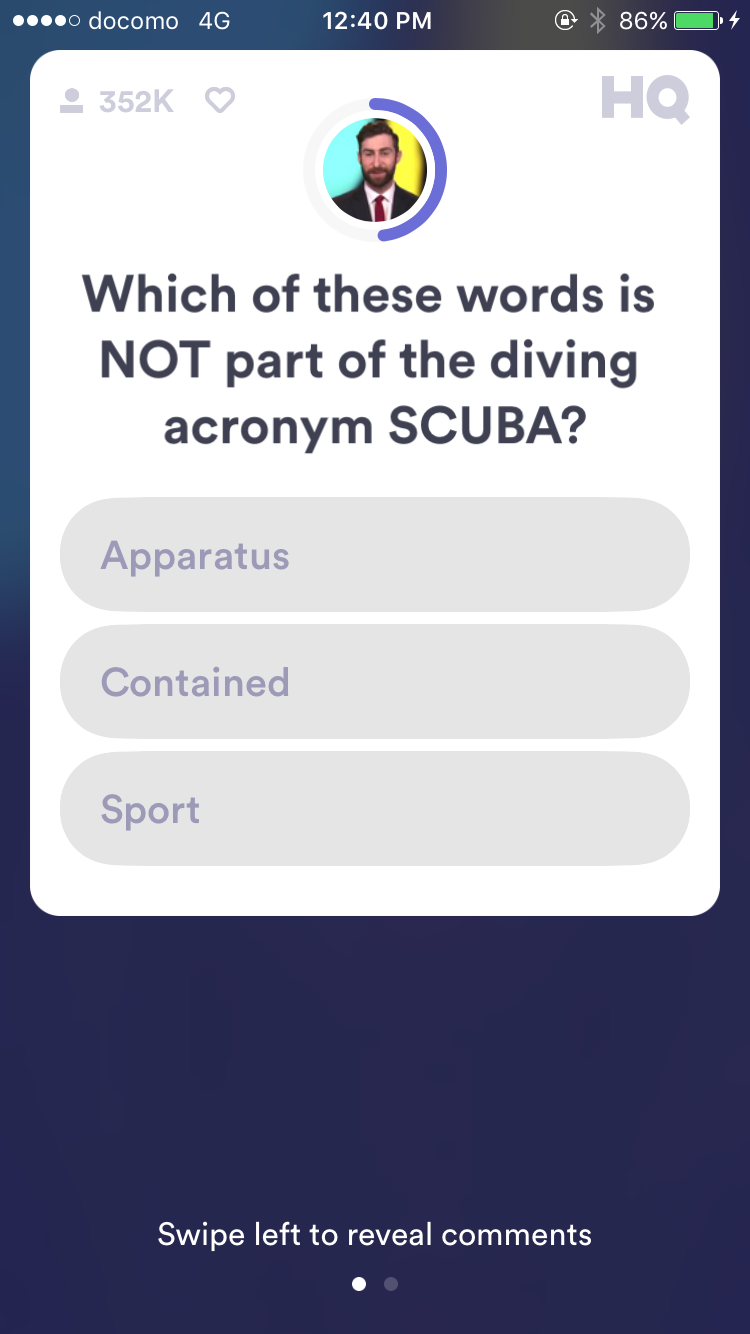 docomo 4G 12:40 PM 86%
352K HQ
Which of these words is
NOT part of the diving
acronym SCUBA?
Apparatus
Contained
Sport
Swipe left to reveal comments